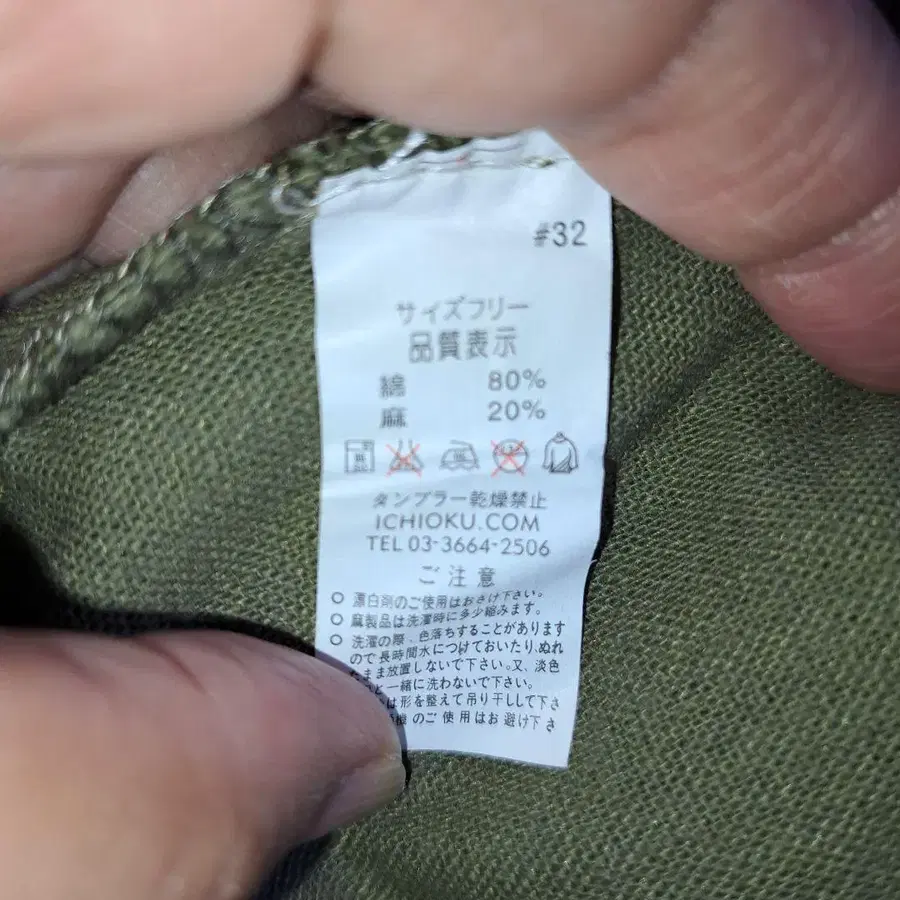 #32
サイズフリー
品質表示
綿 80%
麻 20%
タンブラー乾燥禁止
ICHIOKU.COM
TEL 03-3664-2506
ご注意
○ 漂白剤のご使用はおさけ下さい。
○ 麻製品は洗濯時に多少縮みます。
○ 洗濯の際、色落ちすることがあります
ので長時間水につけておいたり、ぬれ
たまま放置しないで下さい。又、淡色
と一緒に洗わないで下さい。
は形を整えて吊り干しして下さ
機のご使用はお避け下さ